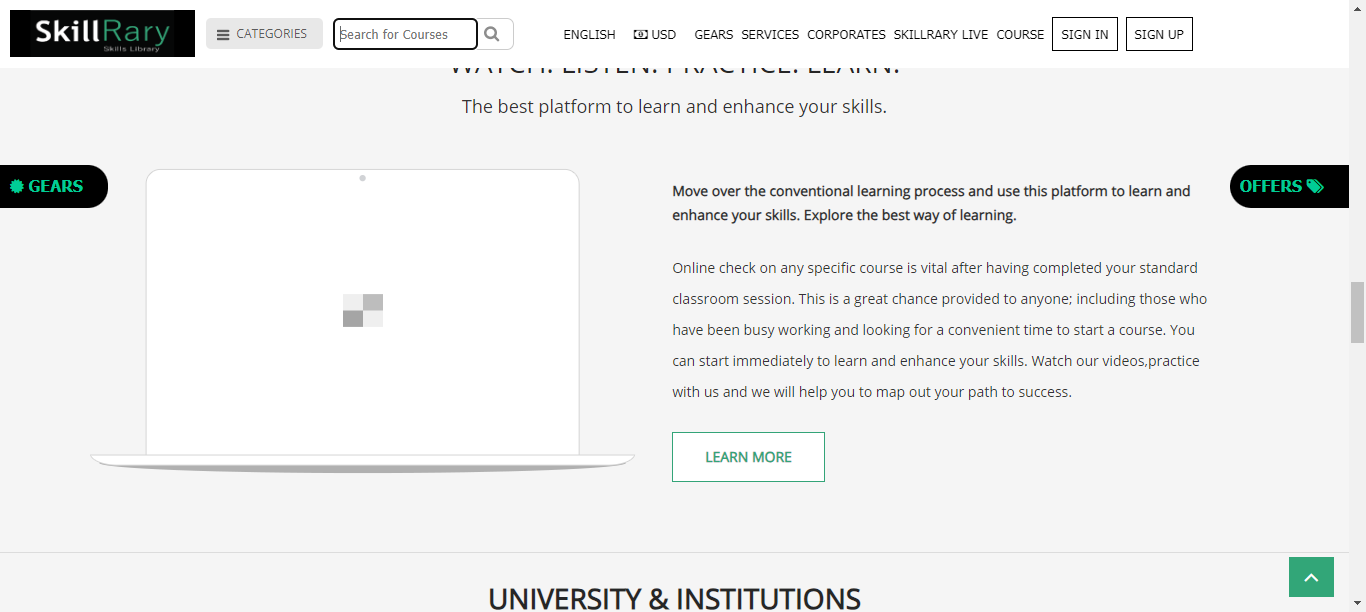 SkillRary
Skills Library
CATEGORIES
Search for Courses
ENGLISH
USD
GEARS
SERVICES
CORPORATES
SKILLRARY LIVE
COURSE
SIGN IN
SIGN UP
WATCH. LISTEN. PRACTICE. LEARN.
The best platform to learn and enhance your skills.
GEARS
OFFERS
Move over the conventional learning process and use this platform to learn and
enhance your skills. Explore the best way of learning.
Online check on any specific course is vital after having completed your standard
classroom session. This is a great chance provided to anyone; including those who
have been busy working and looking for a convenient time to start a course. You
can start immediately to learn and enhance your skills. Watch our videos,practice
with us and we will help you to map out your path to success.
LEARN MORE
UNIVERSITY & INSTITUTIONS